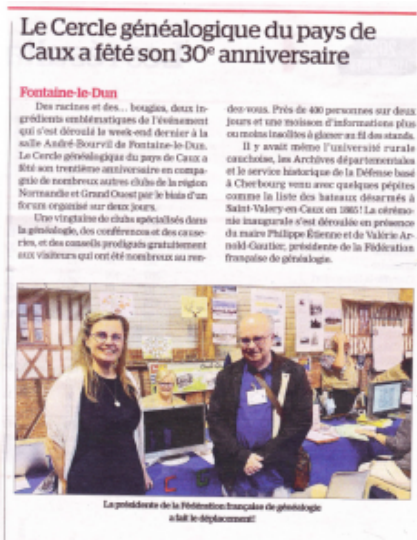 Le Cercle généalogique du pays de
Caux a fêté son 30e anniversaire
Fontaine-le-Dun
Des racines et des... bougies, deux in-
grédients emblématiques de l'événement
qui s'est déroulé le week-end dernier à la
salle André-Bourvil de Fontaine-le-Dun.
Le Cercle généalogique du pays de Caux a
fêté son trentième anniversaire en compa-
gnie de nombreux autres clubs de la région
Normandie et Grand Ouest par le biais d'un
forum organisé sur deux jours.
Une vingtaine de clubs spécialisés dans
la généalogie, des conférences et des cause-
ries, et des conseils prodigués gratuitement
aux visiteurs qui ont été nombreux au ren-
dez-vous. Près de 400 personnes sur deux
jours et une moisson d'informations plus
ou moins insolites à glaner au fil des stands.
Il y avait même l'université rurale
cauchoise, les Archives départementales
et le service historique de la Défense basé
à Cherbourg venu avec quelques pépites
comme la liste des bateaux désarmés à
Saint-Valery-en-Caux en 1865! La cérémo-
nie inaugurale s'est déroulée en présence
du maire Philippe Étienne et de Valérie Ar-
nold-Gautier, présidente de la Fédération
française de généalogie.
La présidente de la Fédération française de généalogie
a fait le déplacement!